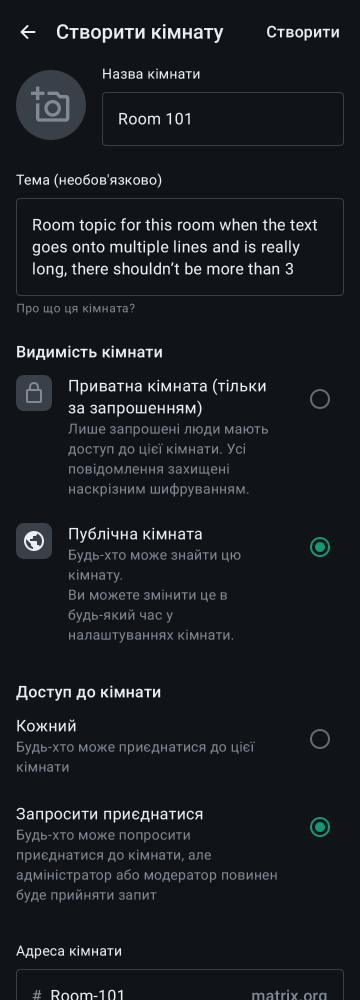 Створити кімнату
Створити
Назва кімнати
Room 101
Тема (необов'язково)
Room topic for this room when the text
goes onto multiple lines and is really
long, there shouldn’t be more than 3
Про що ця кімната?
Видимість кімнати
Приватна кімната (тільки
за запрошенням)
Лише запрошені люди мають
доступ до цієї кімнати. Усі
повідомлення захищені
наскрізним шифруванням.
Публічна кімната
Будь-хто може знайти цю
кімнату.
Ви можете змінити це в
будь-який час у
налаштуваннях кімнати.
Доступ до кімнати
Кожний
Будь-хто може приєднатися до цієї
кімнати
Запросити приєднатися
Будь-хто може попросити
приєднатися до кімнати, але
адміністратор або модератор повинен
буде прийняти запит
Адреса кімнати
# Room-101 matrix.org